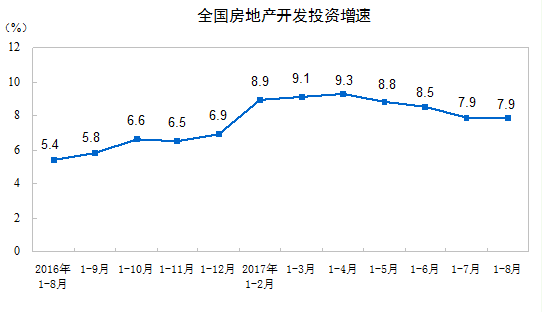 全国房地产开发投资增速
（%）
12
10
8
6
4
2
0
5.4
5.8
6.6
6.5
6.9
8.9
9.1
9.3
8.8
8.5
7.9
7.9
2016年
1-8月
1-9月
1-10月
1-11月
1-12月
2017年
1-2月
1-3月
1-4月
1-5月
1-6月
1-7月
1-8月